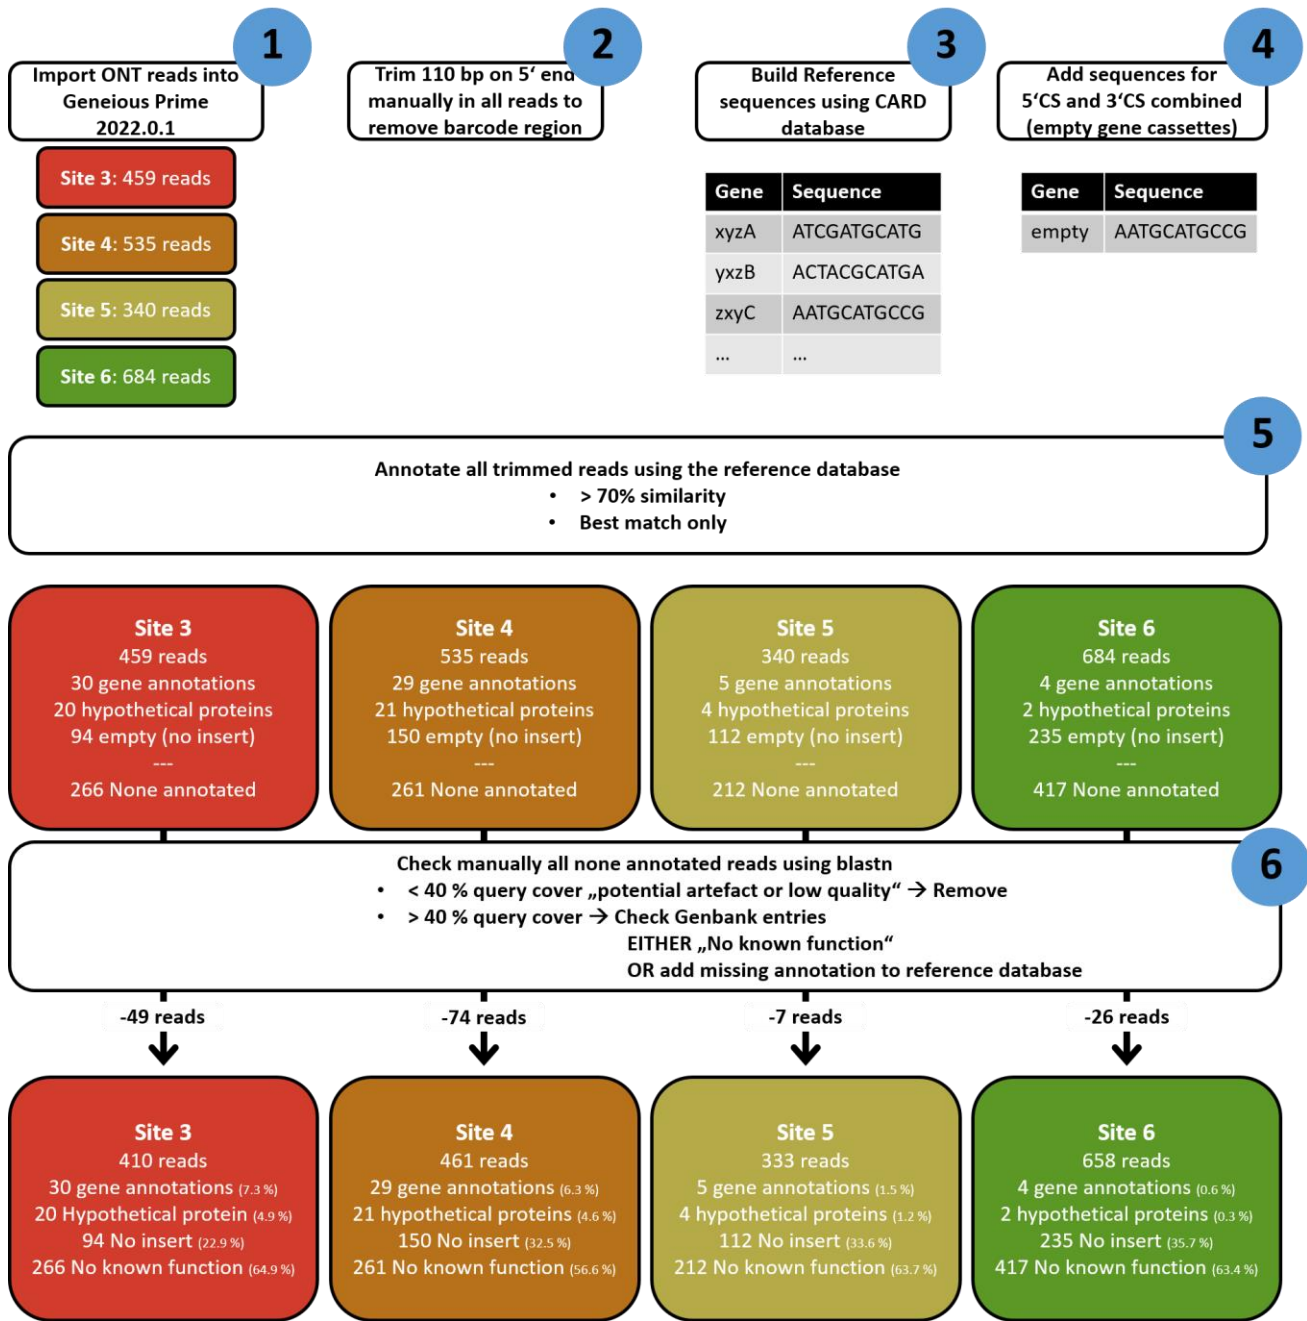 1
Import ONT reads into
Geneious Prime
2022.0.1
Site 3: 459 reads
Site 4: 535 reads
Site 5: 340 reads
Site 6: 684 reads
2
Trim 110 bp on 5‘ end
manually in all reads to
remove barcode region
3
Build Reference
sequences using CARD
database
Gene Sequence
xyzA ATCGATGCATG
yxzB ACTACGCATGA
zxyC AATGCATGCCG
... ...
4
Add sequences for
5‘CS and 3‘CS combined
(empty gene cassettes)
Gene Sequence
empty AATGCATGCCG
5
Annotate all trimmed reads using the reference database
• > 70% similarity
• Best match only
Site 3
459 reads
30 gene annotations
20 hypothetical proteins
94 empty (no insert)
---
266 None annotated
Site 4
535 reads
29 gene annotations
21 hypothetical proteins
150 empty (no insert)
---
261 None annotated
Site 5
340 reads
5 gene annotations
4 hypothetical proteins
112 empty (no insert)
---
212 None annotated
Site 6
684 reads
4 gene annotations
2 hypothetical proteins
235 empty (no insert)
---
417 None annotated
6
Check manually all none annotated reads using blastn
• < 40 % query cover „potential artefact or low quality“ → Remove
• > 40 % query cover → Check Genbank entries
EITHER „No known function“
OR add missing annotation to reference database
-49 reads
-74 reads
-7 reads
-26 reads
Site 3
410 reads
30 gene annotations (7.3 %)
20 Hypothetical protein (4.9 %)
94 No insert (22.9 %)
266 No known function (64.9 %)
Site 4
461 reads
29 gene annotations (6.3 %)
21 hypothetical proteins (4.6 %)
150 No insert (32.5 %)
261 No known function (56.6 %)
Site 5
333 reads
5 gene annotations (1.5 %)
4 hypothetical proteins (1.2 %)
112 No insert (33.6 %)
212 No known function (63.7 %)
Site 6
658 reads
4 gene annotations (0.6 %)
2 hypothetical proteins (0.3 %)
235 No insert (35.7 %)
417 No known function (63.4 %)